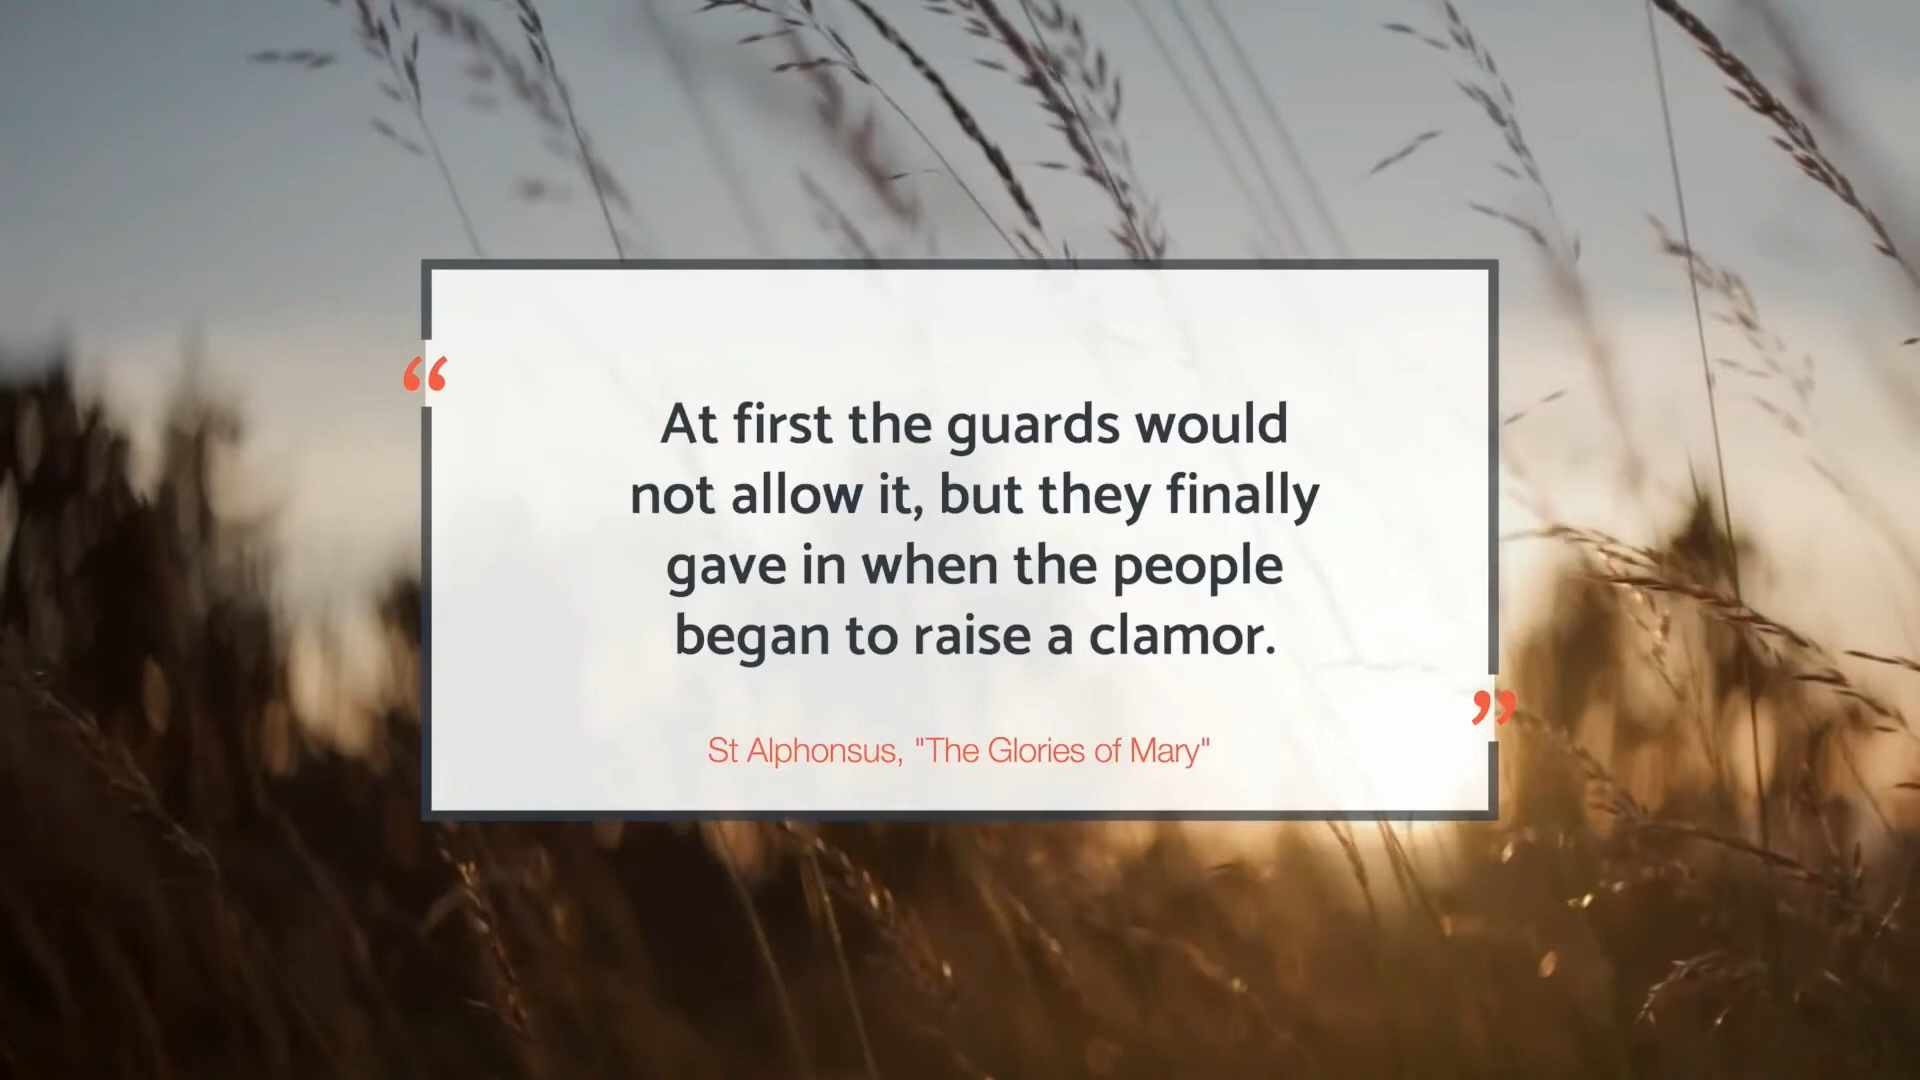 “
At first the guards would
not allow it, but they finally
gave in when the people
began to raise a clamor.
”
St Alphonsus, "The Glories of Mary"